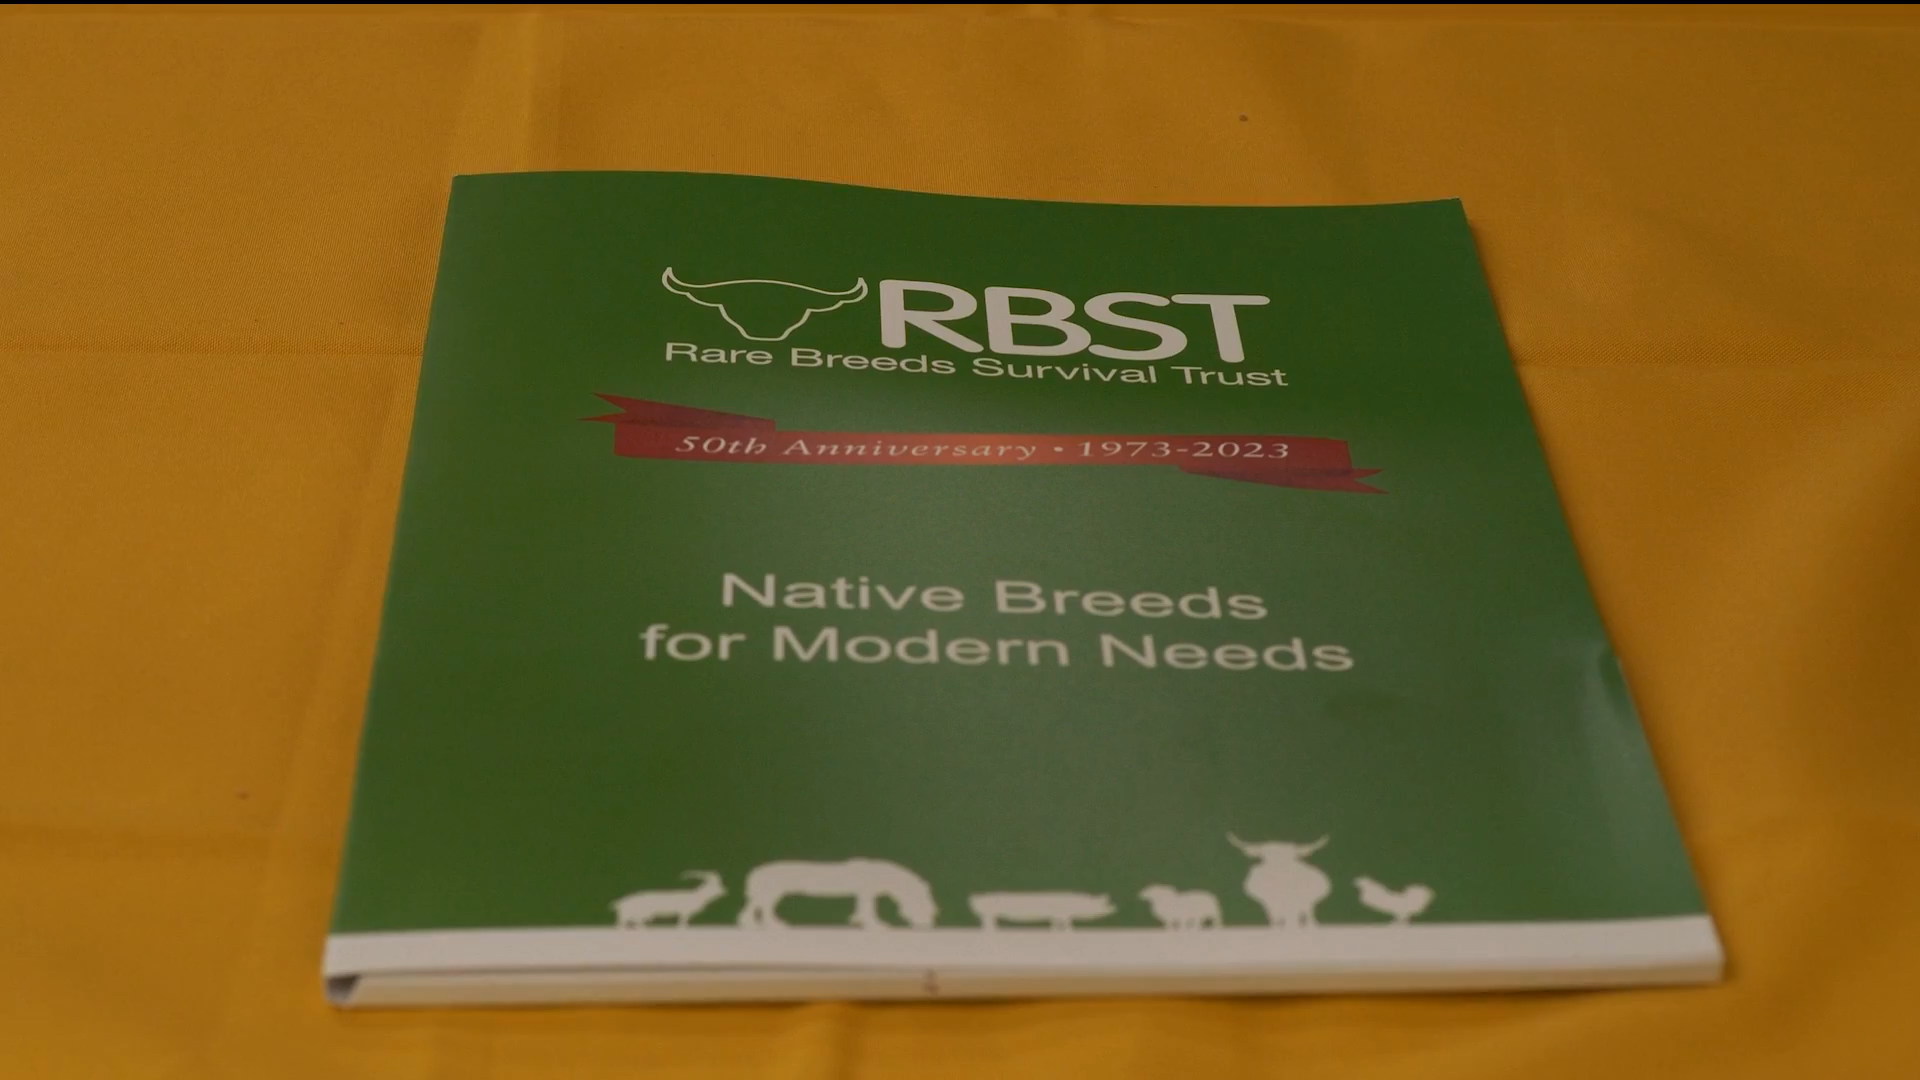 RBST
Rare Breeds Survival Trust
50th Anniversary • 1973-2023
Native Breeds
for Modern Needs